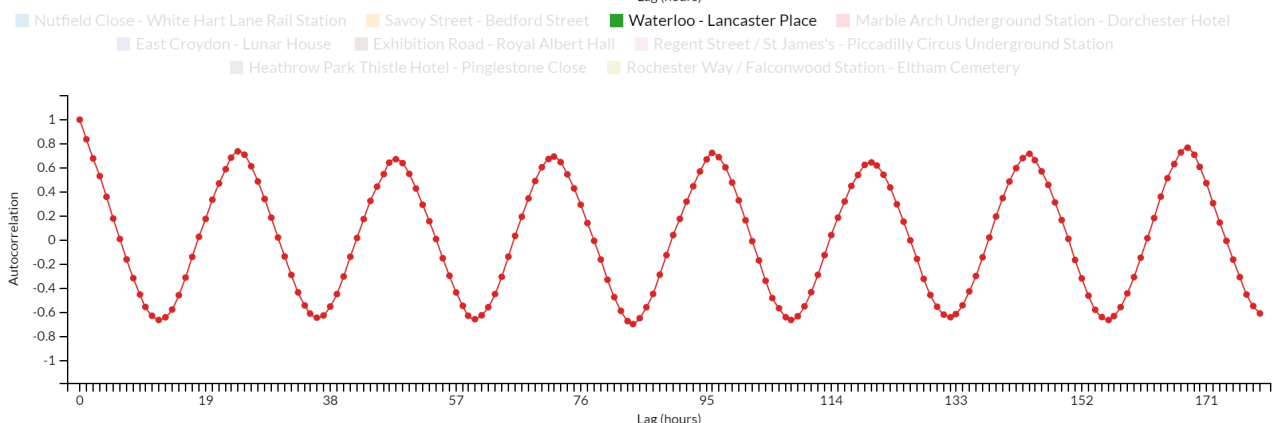 Lag (hours)
Nutfield Close - White Hart Lane Rail Station Savoy Street - Bedford Street Waterloo - Lancaster Place Marble Arch Underground Station - Dorchester Hotel
East Croydon - Lunar House Exhibition Road - Royal Albert Hall Regent Street / St James's - Piccadilly Circus Underground Station
Heathrow Park Thistle Hotel - Pinglestone Close Rochester Way / Falconwood Station - Eltham Cemetery
1
0.8
0.6
0.4
0.2
0
-0.2
-0.4
-0.6
-0.8
-1
Autocorrelation
0 19 38 57 76 95 114 133 152 171
Lag (hours)